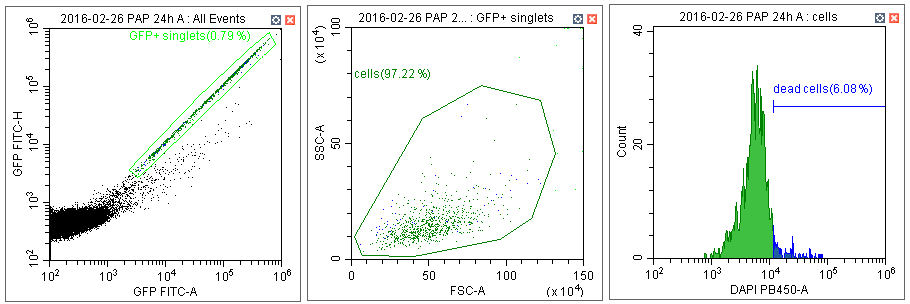 2016-02-26 PAP 24h A : All Events
GFP+ singlets(0.79 %)
GFP FITC-H
10^6
10^5
10^4
10^3
10^2
10^2 10^3 10^4 10^5 10^6
GFP FITC-A
2016-02-26 PAP 2... : GFP+ singlets
(x 10^4)
cells(97.22 %)
SSC-A
100
50
0
0 50 100 150
FSC-A (x 10^4)
2016-02-26 PAP 24h A : cells
dead cells(6.08 %)
Count
40
20
0
10^2 10^3 10^4 10^5 10^6
DAPI PB450-A